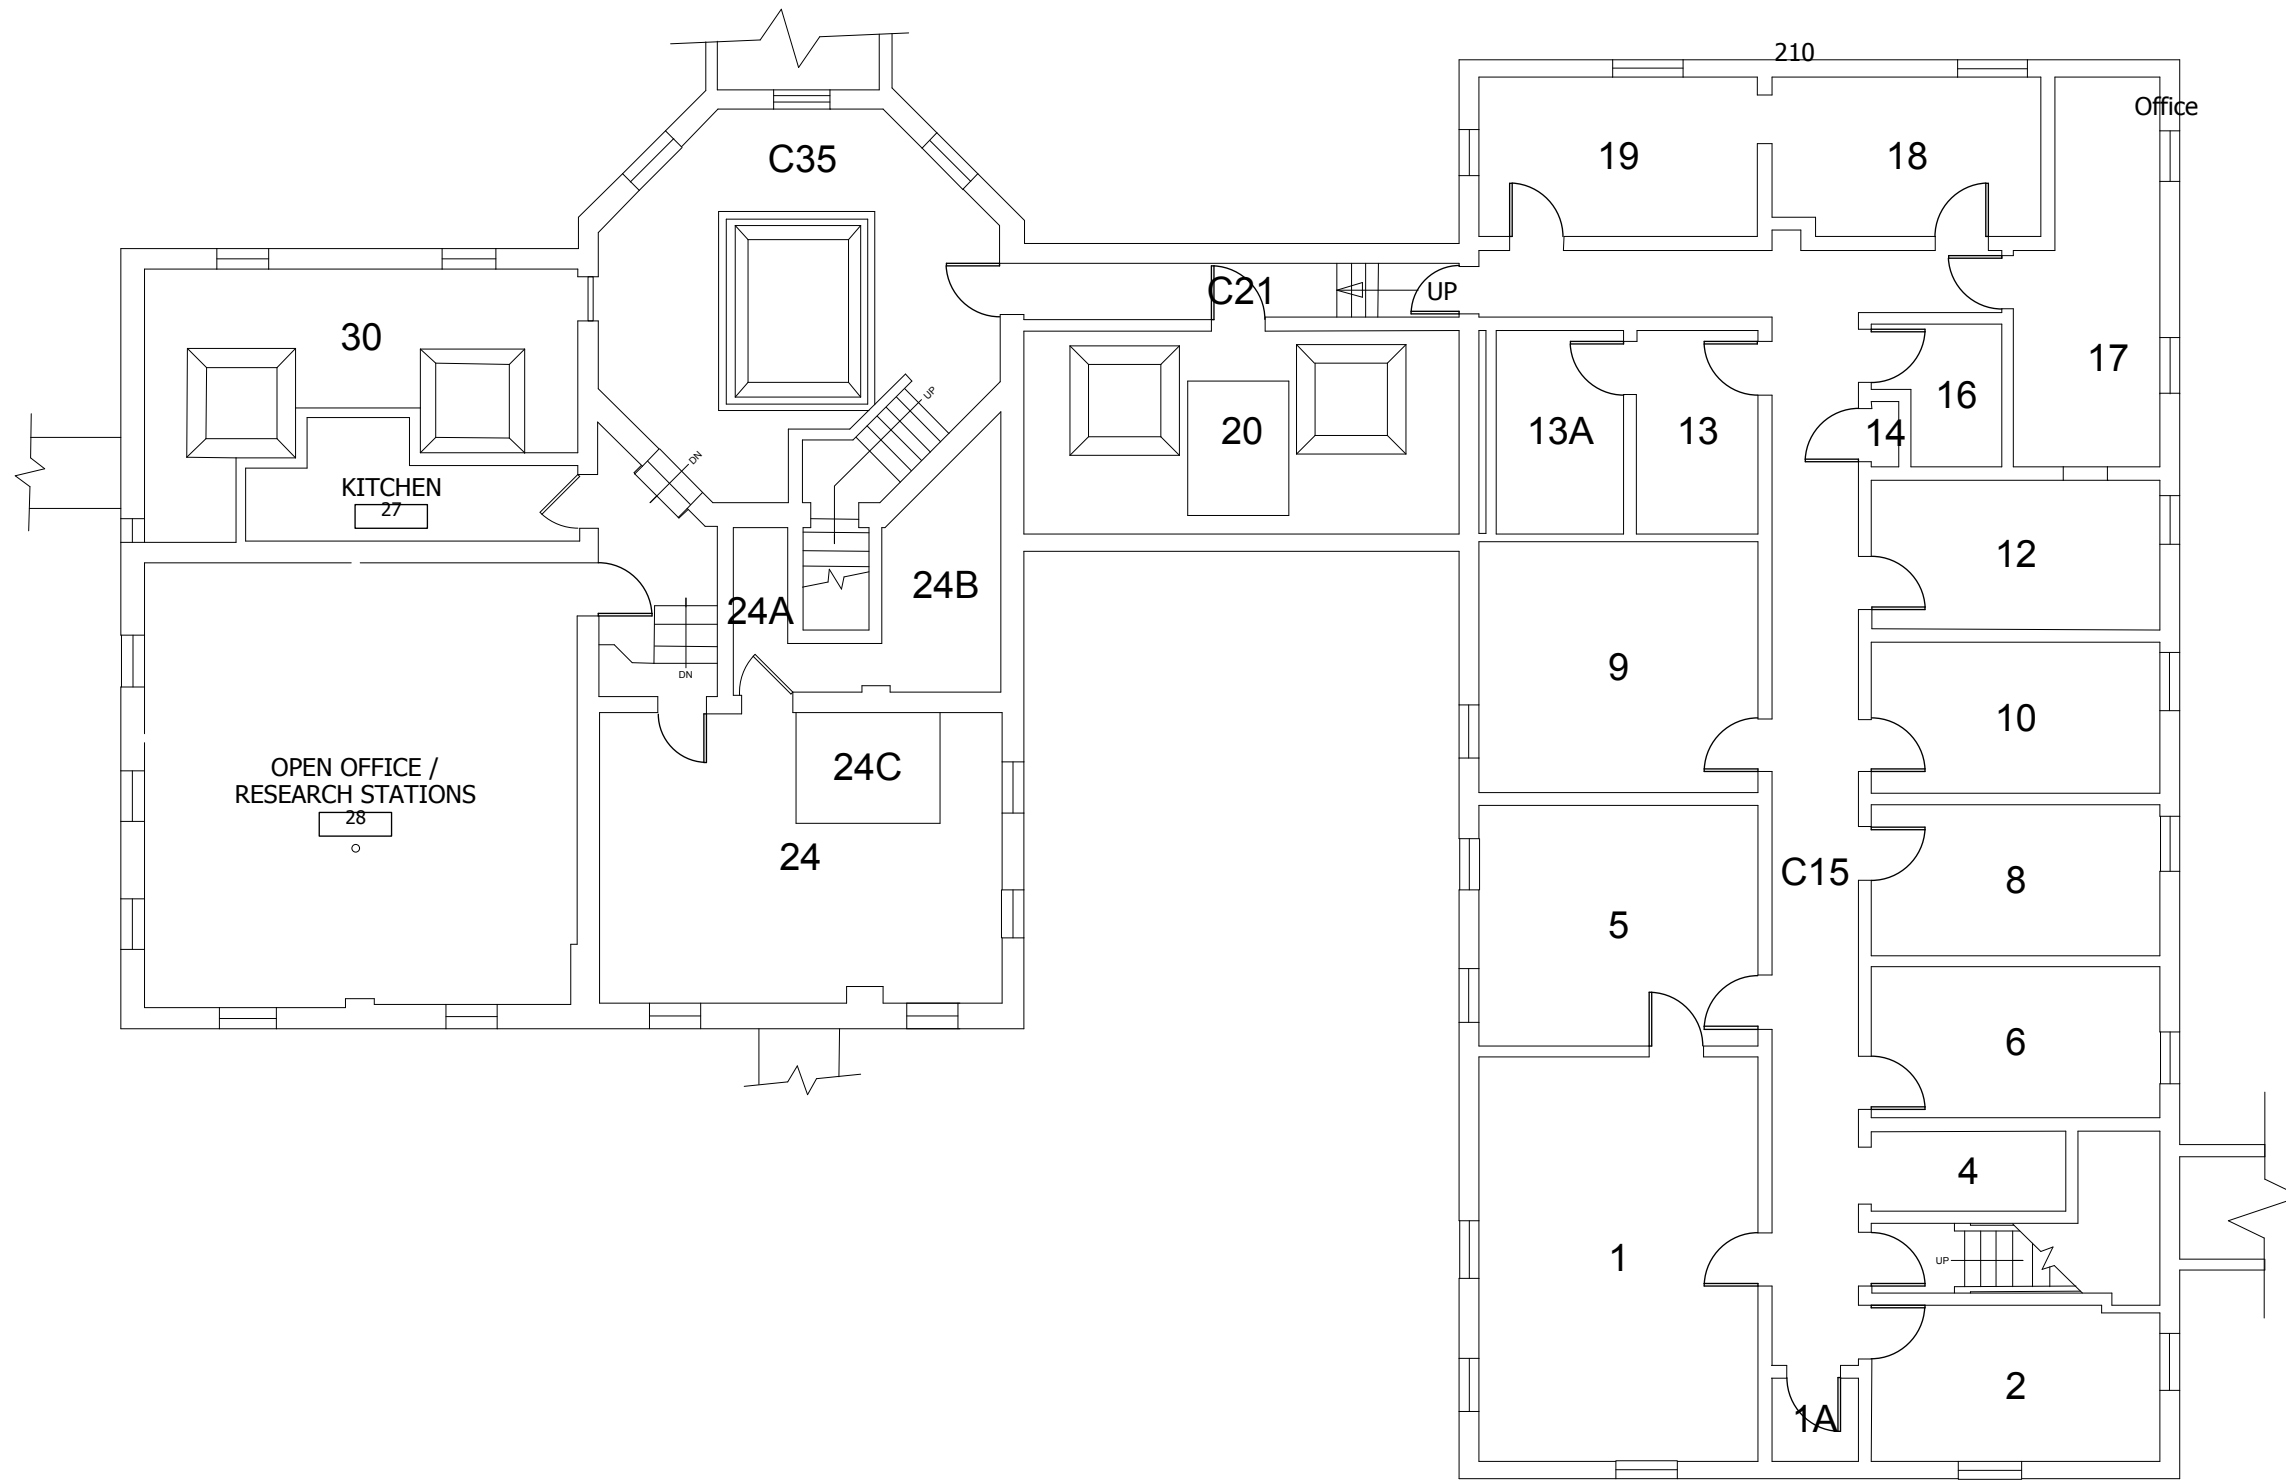 210
Office
C35
19
18
C21
UP
30
17
UP
16
20
13A
13
14
DN
KITCHEN
27
12
24A
24B
9
DN
10
OPEN OFFICE /
RESEARCH STATIONS
28
24C
24
C15
8
5
6
4
1
UP
2
1A